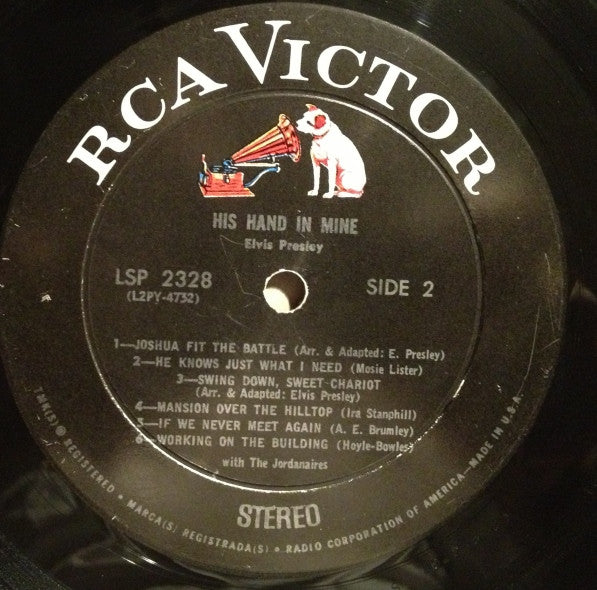 RCA VICTOR
HIS HAND IN MINE
Elvis Presley
LSP 2328
(L2PY-4732)
SIDE 2
1—JOSHUA FIT THE BATTLE (Arr. & Adapted: E. Presley)
2—HE KNOWS JUST WHAT I NEED (Mosie Lister)
3—SWING DOWN, SWEET CHARIOT
(Arr. & Adapted: Elvis Presley)
4—MANSION OVER THE HILLTOP (Ira Stanphill)
5—IF WE NEVER MEET AGAIN (A. E. Brumley)
6—WORKING ON THE BUILDING (Hoyle-Bowles)
with The Jordanaires
STEREO
TMK(S) ® REGISTERED • MARCA(S) REGISTRADA(S) • RADIO CORPORATION OF AMERICA—MADE IN U.S.A.